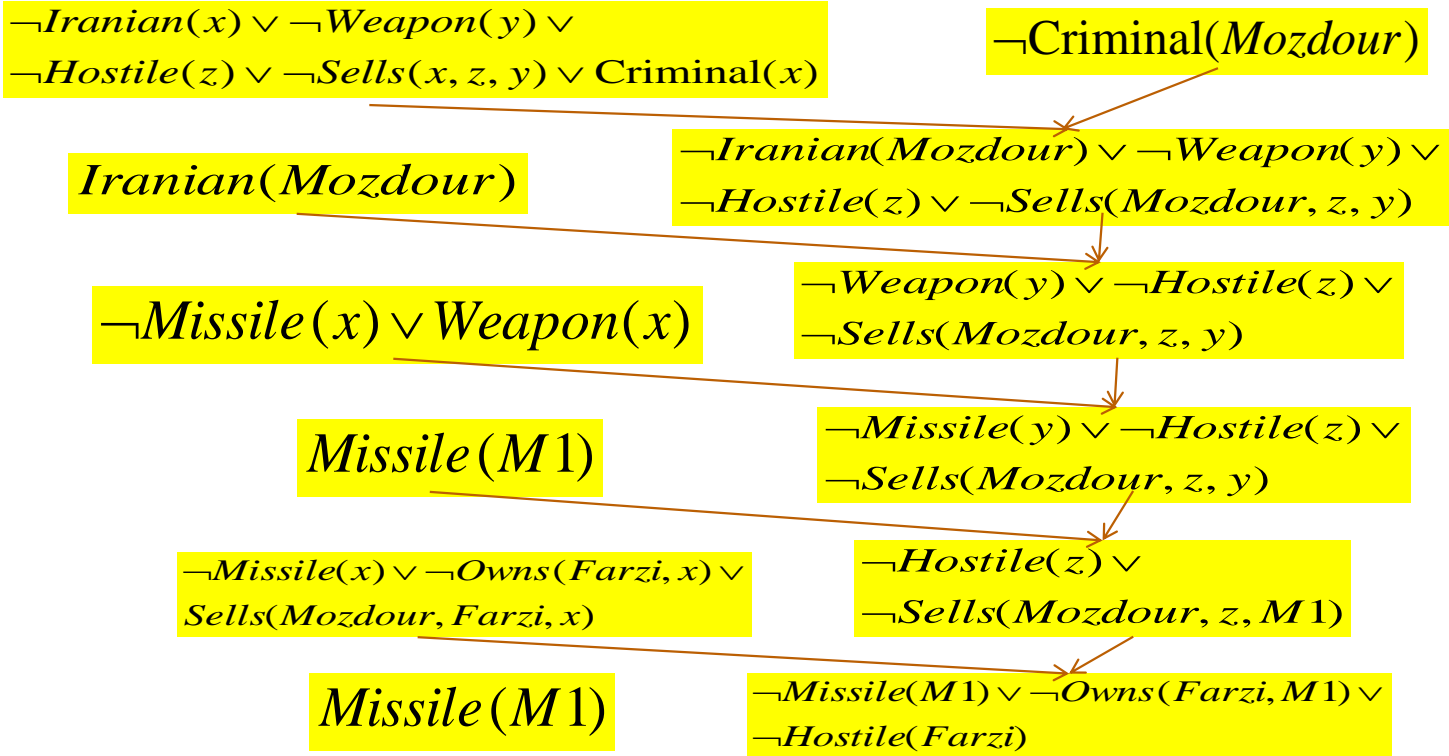 ¬Iranian(x) ∨ ¬Weapon(y) ∨
¬Hostile(z) ∨ ¬Sells(x, z, y) ∨ Criminal(x)
¬Criminal(Mozdour)
Iranian(Mozdour)
¬Iranian(Mozdour) ∨ ¬Weapon(y) ∨
¬Hostile(z) ∨ ¬Sells(Mozdour, z, y)
¬Missile(x) ∨ Weapon(x)
¬Weapon(y) ∨ ¬Hostile(z) ∨
¬Sells(Mozdour, z, y)
Missile(M1)
¬Missile(y) ∨ ¬Hostile(z) ∨
¬Sells(Mozdour, z, y)
¬Missile(x) ∨ ¬Owns(Farzi, x) ∨
Sells(Mozdour, Farzi, x)
¬Hostile(z) ∨
¬Sells(Mozdour, z, M1)
Missile(M1)
¬Missile(M1) ∨ ¬Owns(Farzi, M1) ∨
¬Hostile(Farzi)